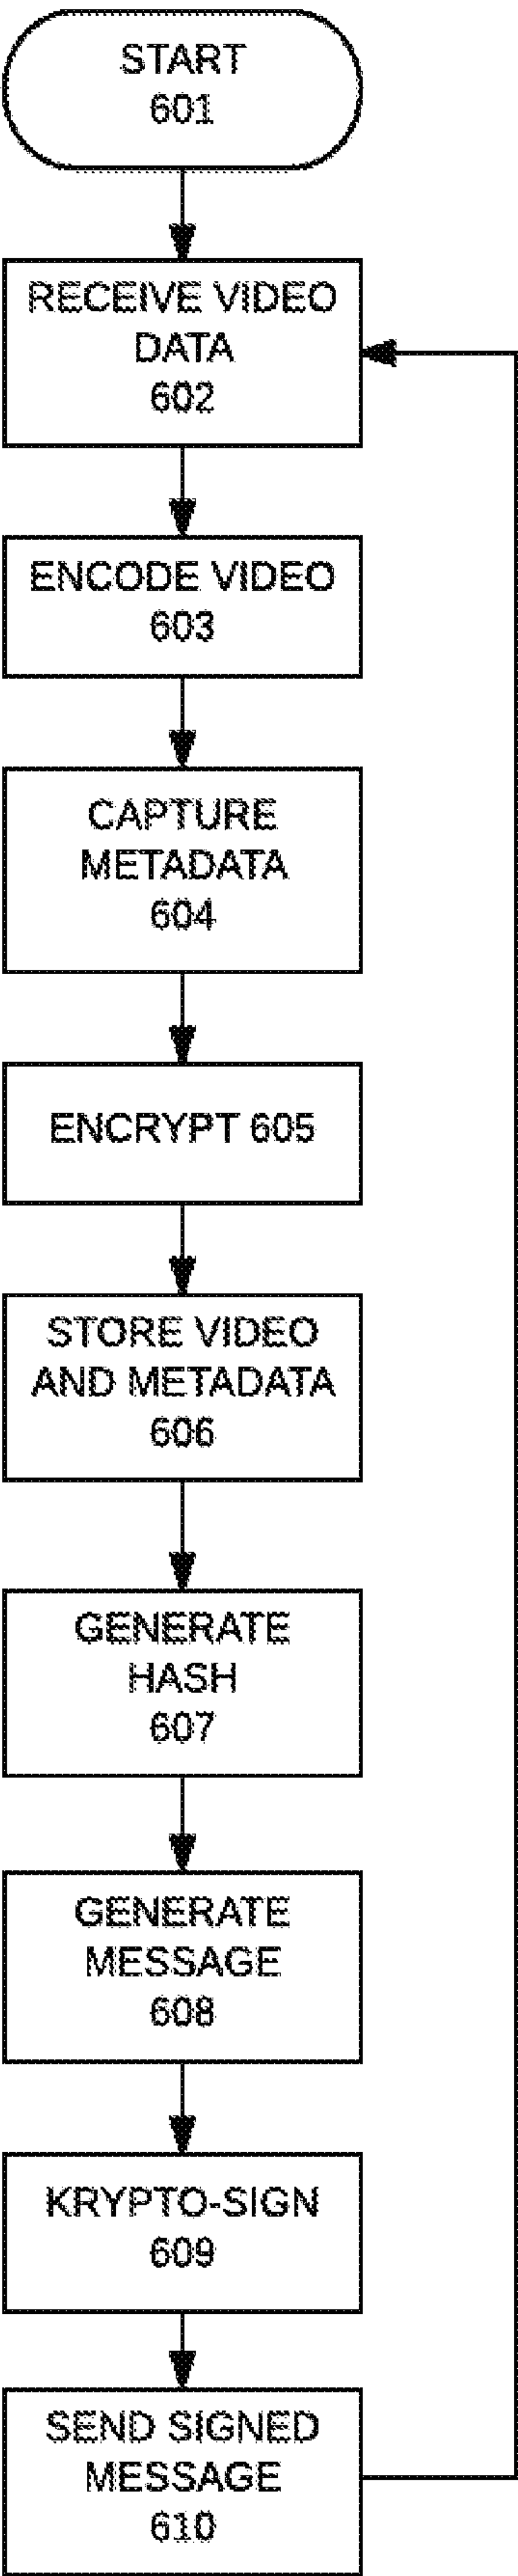 START
601
RECEIVE VIDEO
DATA
602
ENCODE VIDEO
603
CAPTURE
METADATA
604
ENCRYPT 605
STORE VIDEO
AND METADATA
606
GENERATE
HASH
607
GENERATE
MESSAGE
608
KRYPTO-SIGN
609
SEND SIGNED
MESSAGE
610